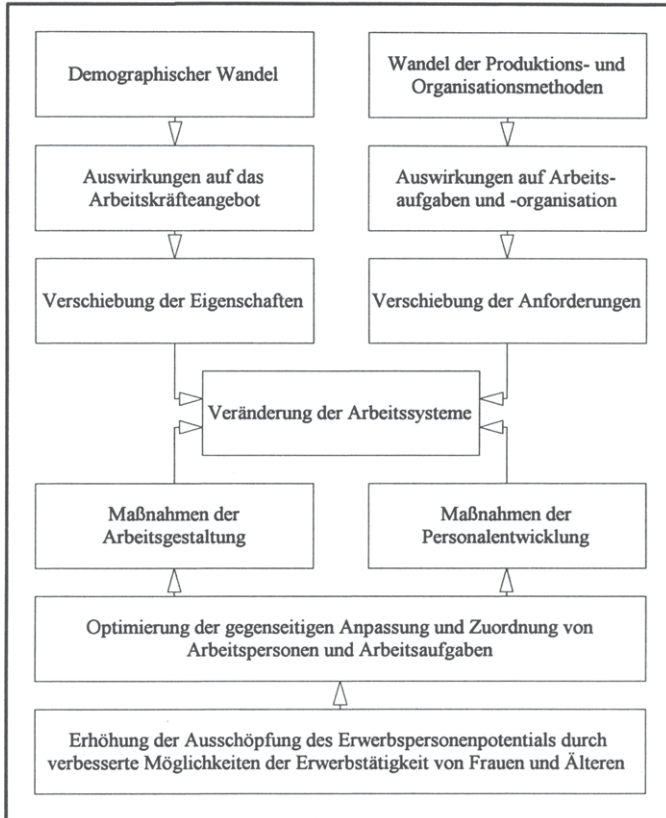 Demographischer Wandel
Wandel der Produktions- und
Organisationsmethoden
Auswirkungen auf das
Arbeitskräfteangebot
Auswirkungen auf Arbeits-
aufgaben und -organisation
Verschiebung der Eigenschaften
Verschiebung der Anforderungen
Veränderung der Arbeitssysteme
Maßnahmen der
Arbeitsgestaltung
Maßnahmen der
Personalentwicklung
Optimierung der gegenseitigen Anpassung und Zuordnung von
Arbeitspersonen und Arbeitsaufgaben
Erhöhung der Ausschöpfung des Erwerbspersonenpotentials durch
verbesserte Möglichkeiten der Erwerbstätigkeit von Frauen und Älteren